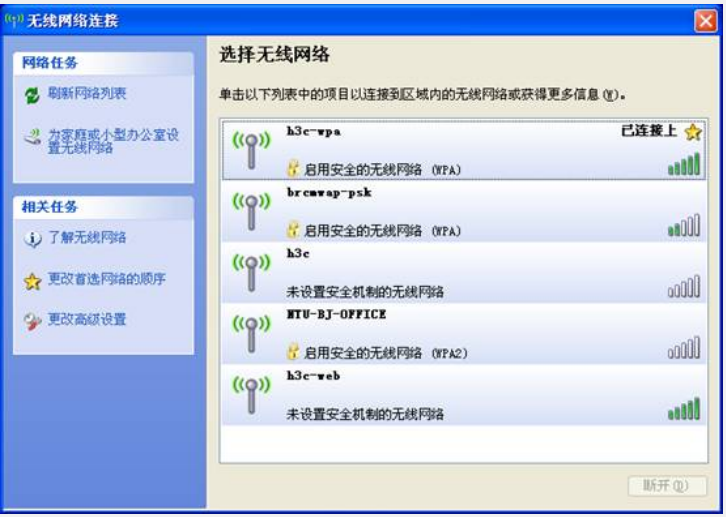 无线网络连接
网络任务
刷新网络列表
为家庭或小型办公室设
置无线网络
相关任务
了解无线网络
更改首选网络的顺序
更改高级设置
选择无线网络
单击以下列表中的项目以连接到区域内的无线网络或获得更多信息(W)。
h3c-wpa 已连接上
启用安全的无线网络 (WPA)
brcmwap-psk
启用安全的无线网络 (WPA)
h3c
未设置安全机制的无线网络
NTU-BJ-OFFICE
启用安全的无线网络 (WPA2)
h3c-web
未设置安全机制的无线网络
断开(D)